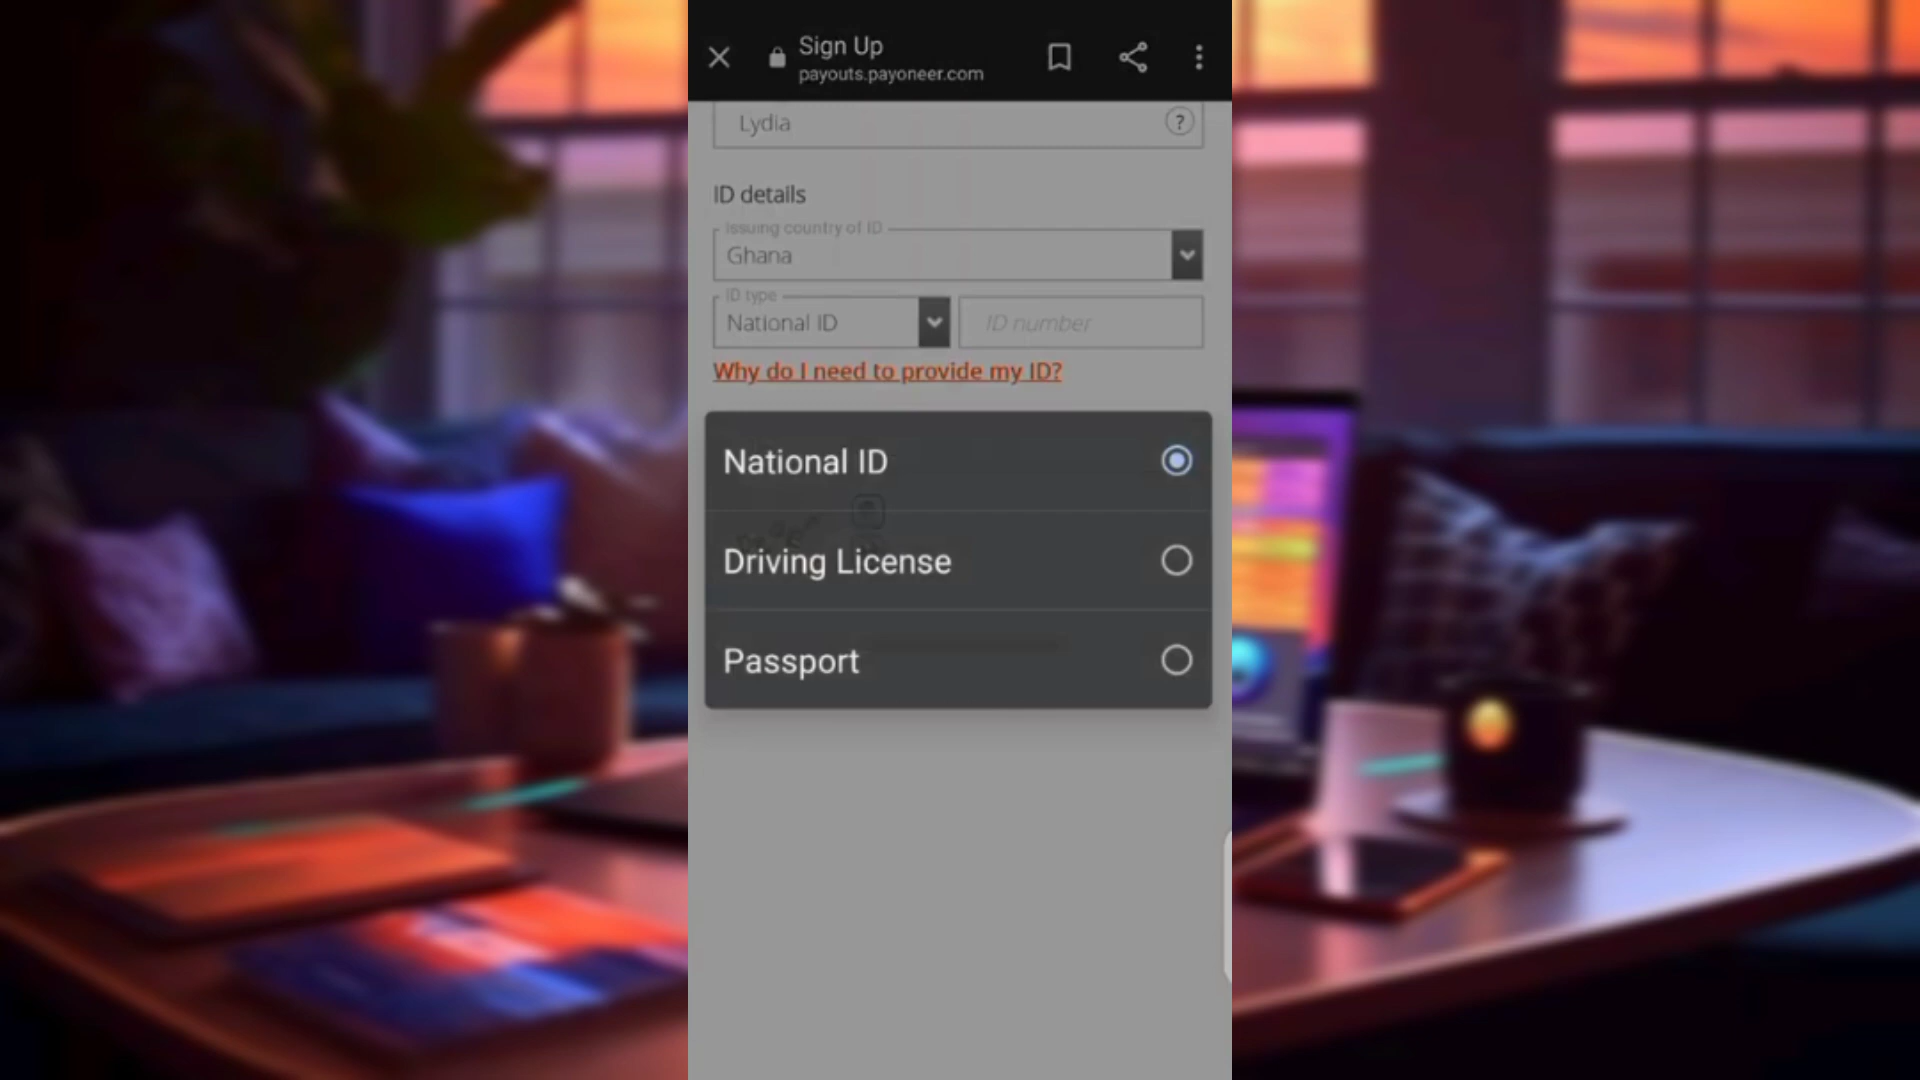 Sign Up
payouts.payoneer.com
Lydia
?
ID details
Issuing country of ID
Ghana
ID type
National ID
ID number
Why do I need to provide my ID?
National ID
Driving License
Passport